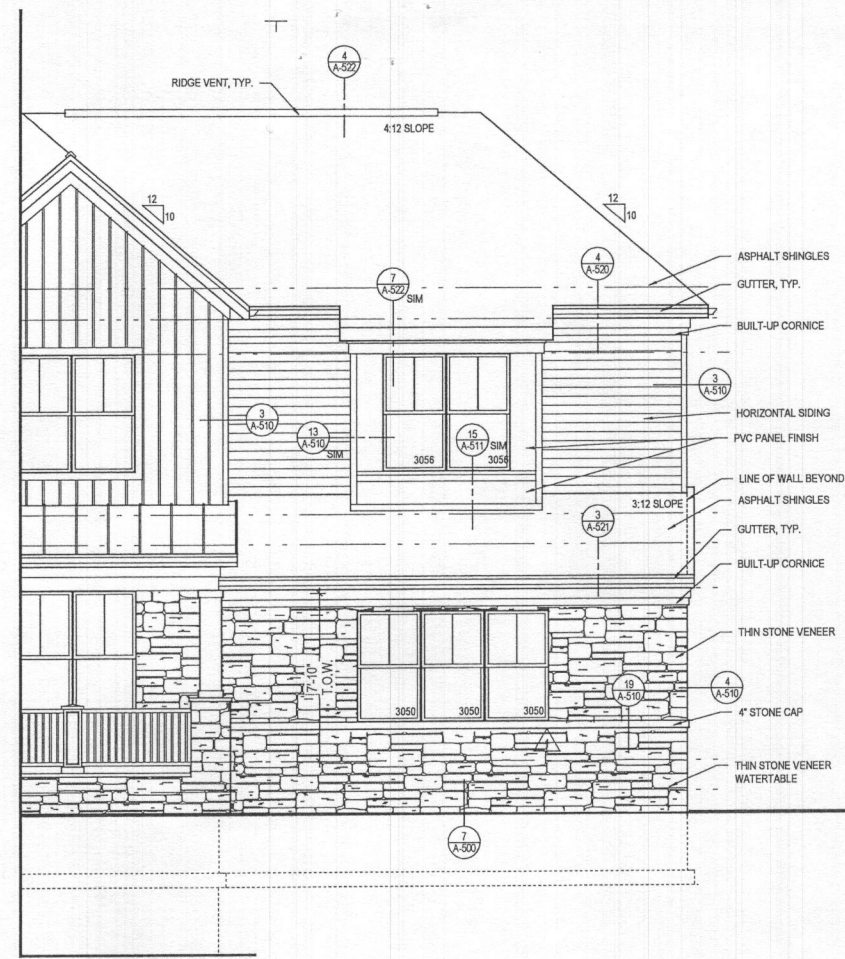 4
A-522
RIDGE VENT, TYP.
4:12 SLOPE
12
10
12
10
4
A-520
ASPHALT SHINGLES
7
A-522
SIM
GUTTER, TYP.
BUILT-UP CORNICE
3
A-510
3
A-510
HORIZONTAL SIDING
13
A-510
SIM
15
A-511
SIM
PVC PANEL FINISH
3056
3056
LINE OF WALL BEYOND
3:12 SLOPE
ASPHALT SHINGLES
3
A-521
GUTTER, TYP.
BUILT-UP CORNICE
THIN STONE VENEER
7'-10"
T.O.W.
19
A-510
4
A-510
3050
3050
3050
4" STONE CAP
1
THIN STONE VENEER
WATERTABLE
7
A-500